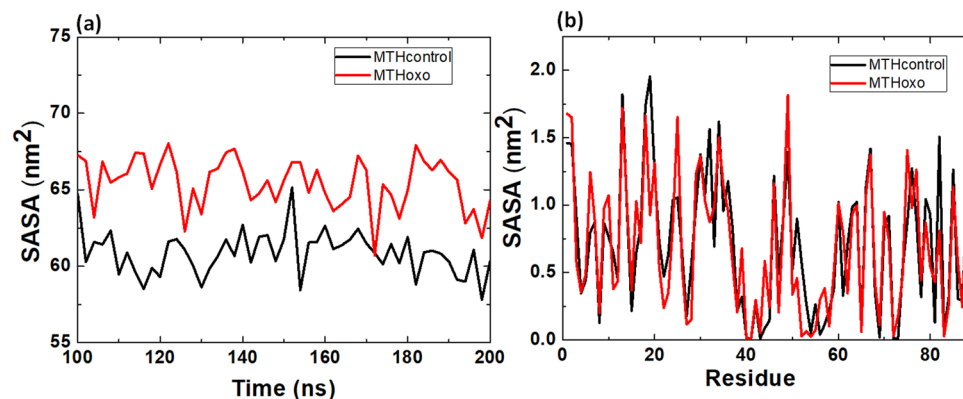 (a)
75
70
65
60
55
SASA (nm²)
MTHcontrol
MTHoxo
100
120
140
160
180
200
Time (ns)
(b)
2.0
1.5
1.0
0.5
0.0
SASA (nm²)
MTHcontrol
MTHoxo
0
20
40
60
80
Residue